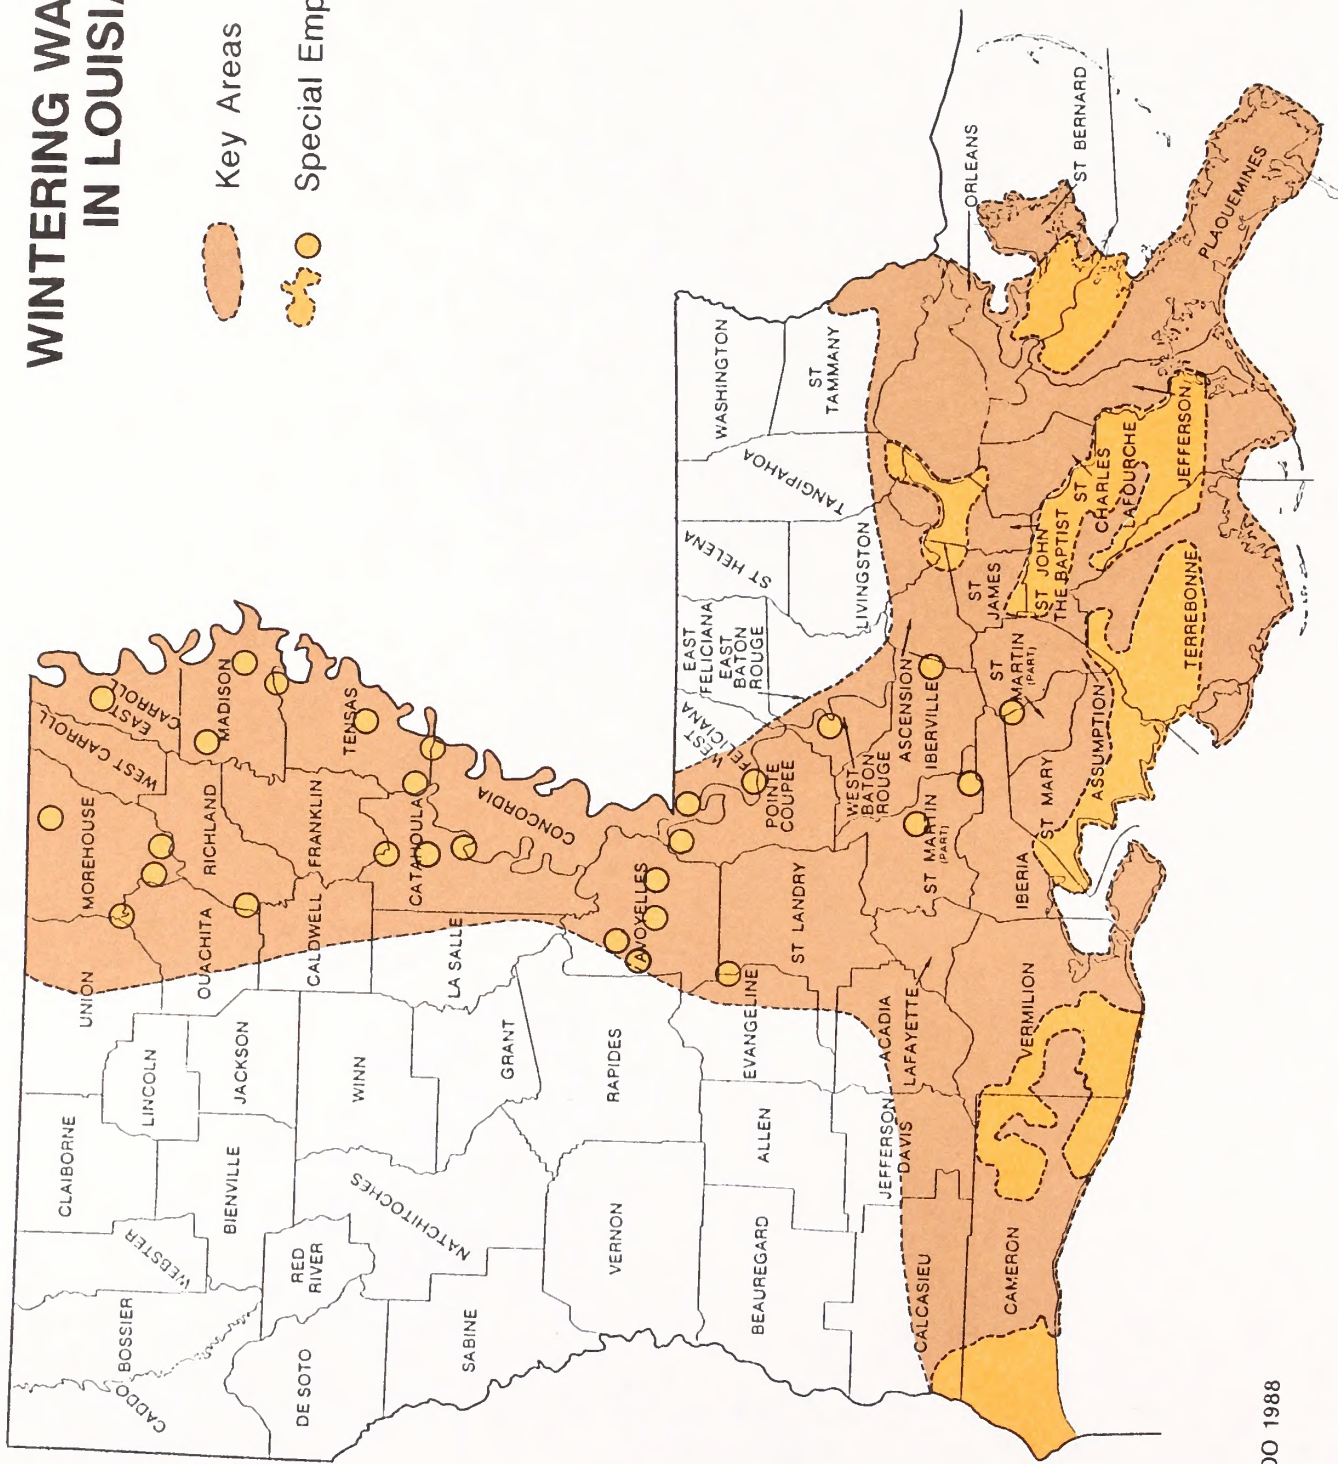 WINTERING WA
IN LOUISIA
Key Areas
Special Emp
CADDO
BOSSIER
WEBSTER
CLAIBORNE
LINCOLN
UNION
MOREHOUSE
WEST CARROLL
EAST
CARROLL
DE SOTO
RED
RIVER
BIENVILLE
JACKSON
OUACHITA
RICHLAND
MADISON
SABINE
NATCHITOCHES
WINN
CALDWELL
FRANKLIN
TENSAS
GRANT
LA SALLE
CATAHOULA
CONCORDIA
VERNON
RAPIDES
AVOYELLES
BEAUREGARD
ALLEN
EVANGELINE
ST LANDRY
POINTE
COUPEE
WEST
FELICIANA
EAST
FELICIANA
EAST
BATON
ROUGE
ST HELENA
LIVINGSTON
TANGIPAHOA
WASHINGTON
ST
TAMMANY
CALCASIEU
JEFFERSON
DAVIS
ACADIA
LAFAYETTE
ST MARTIN
(PART)
WEST
BATON
ROUGE
IBERVILLE
ASCENSION
CAMERON
VERMILION
IBERIA
ST MARY
ST
MARTIN
(PART)
ASSUMPTION
ST
JAMES
ST JOHN
THE BAPTIST
ST
CHARLES
LAFOURCHE
TERREBONNE
JEFFERSON
ORLEANS
ST BERNARD
PLAQUEMINES
DO 1988